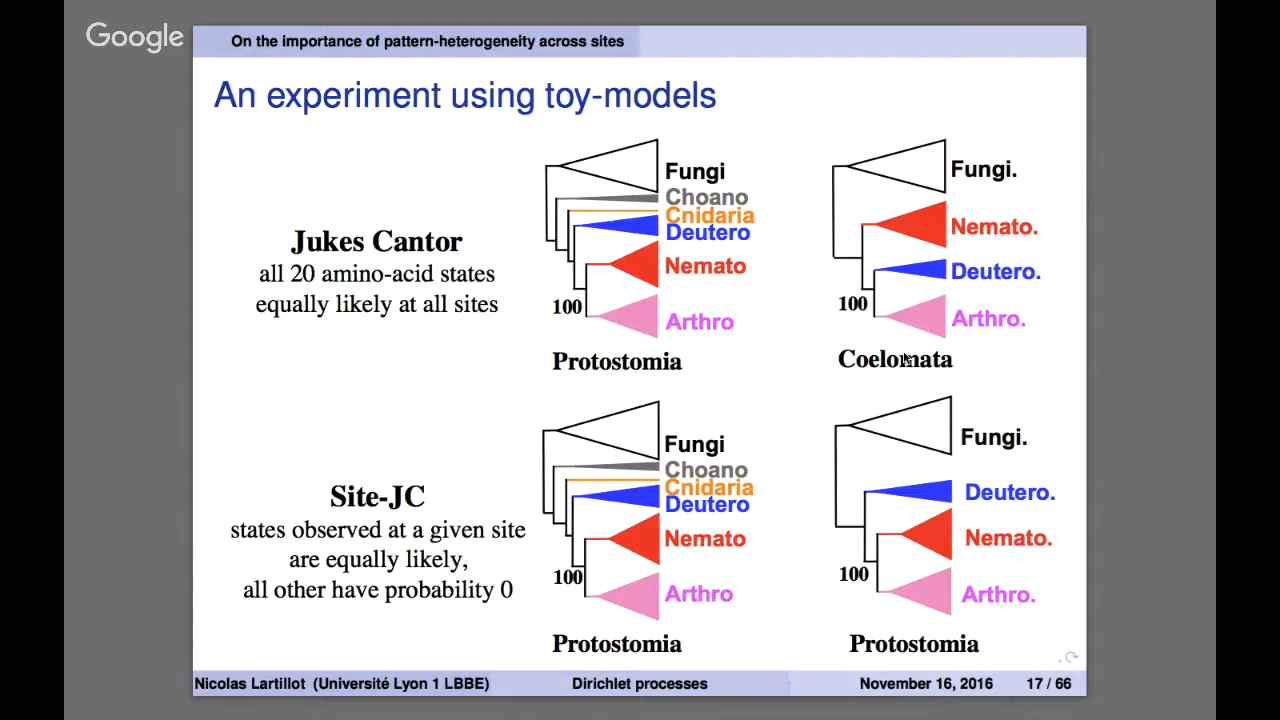 Google
On the importance of pattern-heterogeneity across sites
An experiment using toy-models
Jukes Cantor
all 20 amino-acid states
equally likely at all sites
Fungi
Choano
Cnidaria
Deutero
Nemato
100
Arthro
Protostomia
Fungi.
Nemato.
Deutero.
100
Arthro.
Coelomata
Site-JC
states observed at a given site
are equally likely,
all other have probability 0
Fungi
Choano
Cnidaria
Deutero
Nemato
100
Arthro
Protostomia
Fungi.
Deutero.
Nemato.
100
Arthro.
Protostomia
Nicolas Lartillot (Université Lyon 1 LBBE)
Dirichlet processes
November 16, 2016
17 / 66